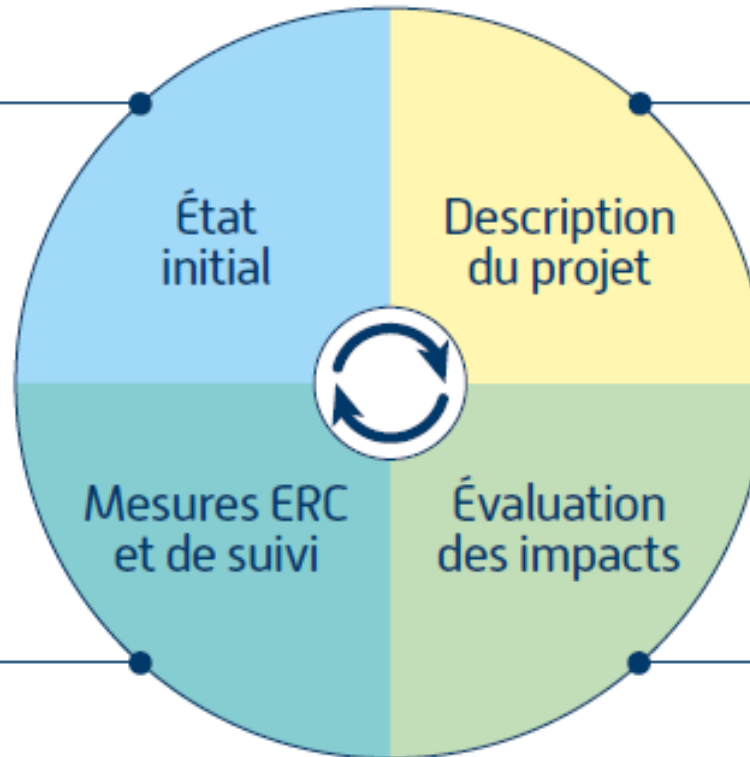 État
initial
Description
du projet
Mesures ERC
et de suivi
Évaluation
des impacts